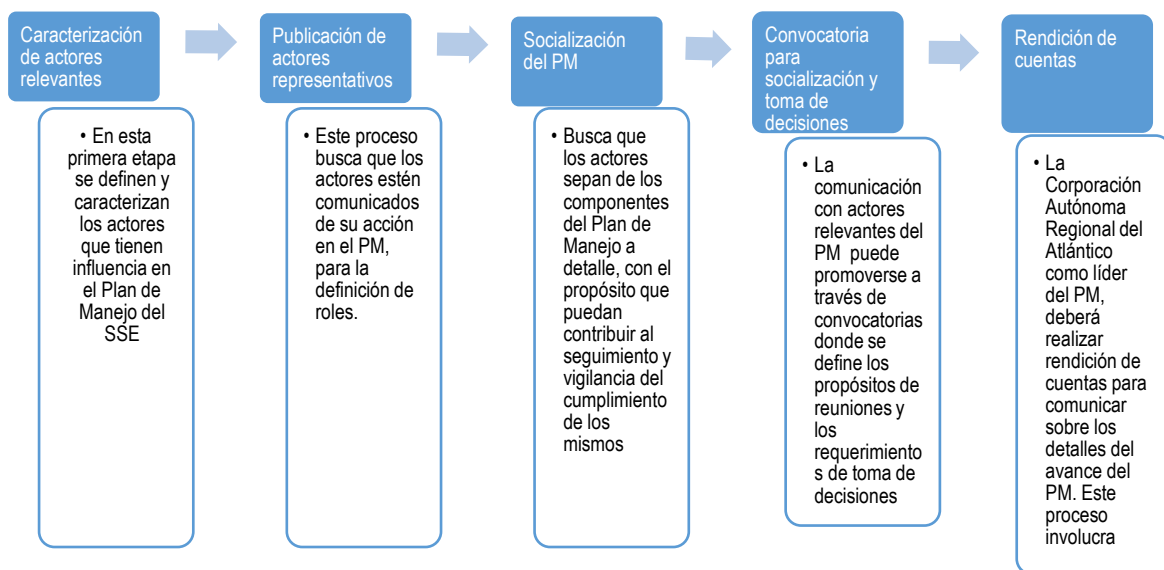 Caracterización
de actores
relevantes
• En esta
primera etapa
se definen y
caracterizan
los actores
que tienen
influencia en
el Plan de
Manejo del
SSE
Publicación de
actores
representativos
• Este proceso
busca que los
actores estén
comunicados
de su acción
en el PM,
para la
definición de
roles.
Socialización
del PM
• Busca que
los actores
sepan de los
componentes
del Plan de
Manejo a
detalle, con el
propósito que
puedan
contribuir al
seguimiento y
vigilancia del
cumplimiento
de los
mismos
Convocatoria
para
socialización y
toma de
decisiones
• La
comunicación
con actores
relevantes del
PM puede
promoverse a
través de
convocatorias
donde se
define los
propósitos de
reuniones y
los
requerimiento
s de toma de
decisiones
Rendición de
cuentas
• La
Corporación
Autónoma
Regional del
Atlántico
como líder
del PM,
deberá
realizar
rendición de
cuentas para
comunicar
sobre los
detalles del
avance del
PM. Este
proceso
involucra